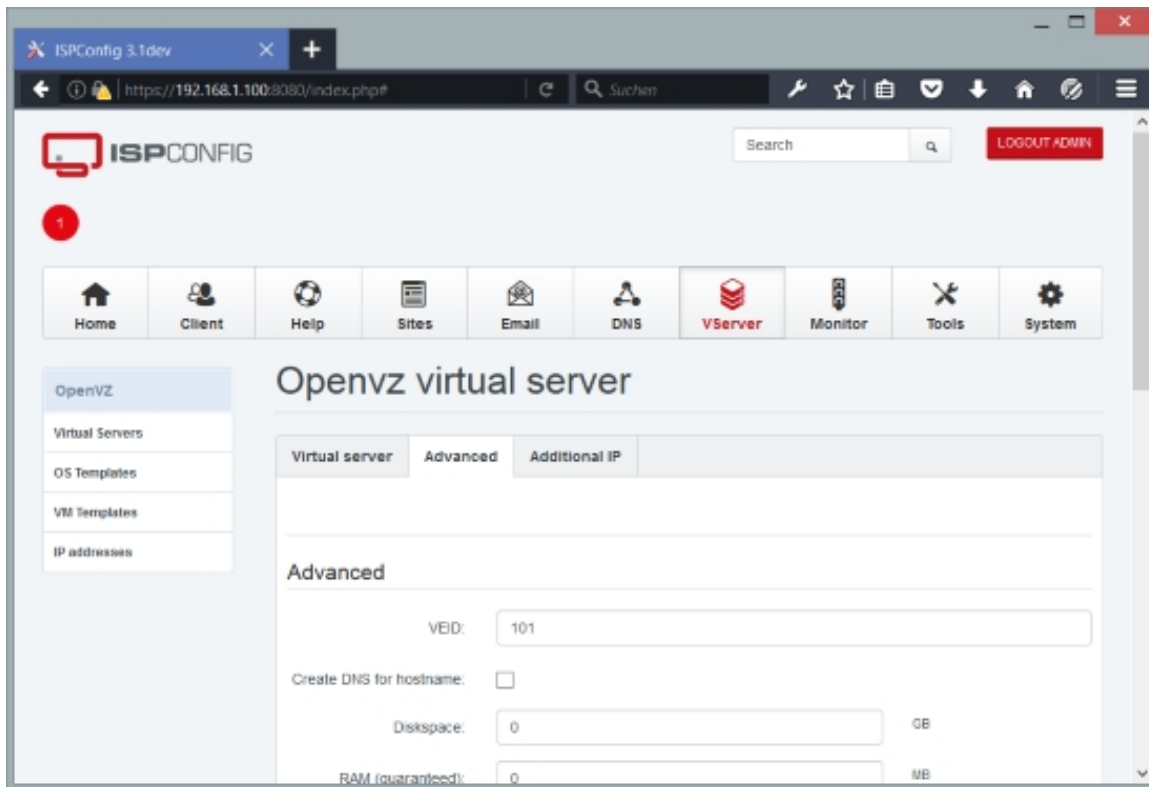 ISPConfig 3.1dev
https://192.168.1.100:8080/index.php#
Suchen
ISPCONFIG
Search
LOGOUT ADMIN
1
Home Client Help Sites Email DNS VServer Monitor Tools System
OpenVZ
Virtual Servers
OS Templates
VM Templates
IP addresses
Openvz virtual server
Virtual server Advanced Additional IP
Advanced
VEID: 101
Create DNS for hostname:
Diskspace: 0 GB
RAM (guaranteed): 0 MB